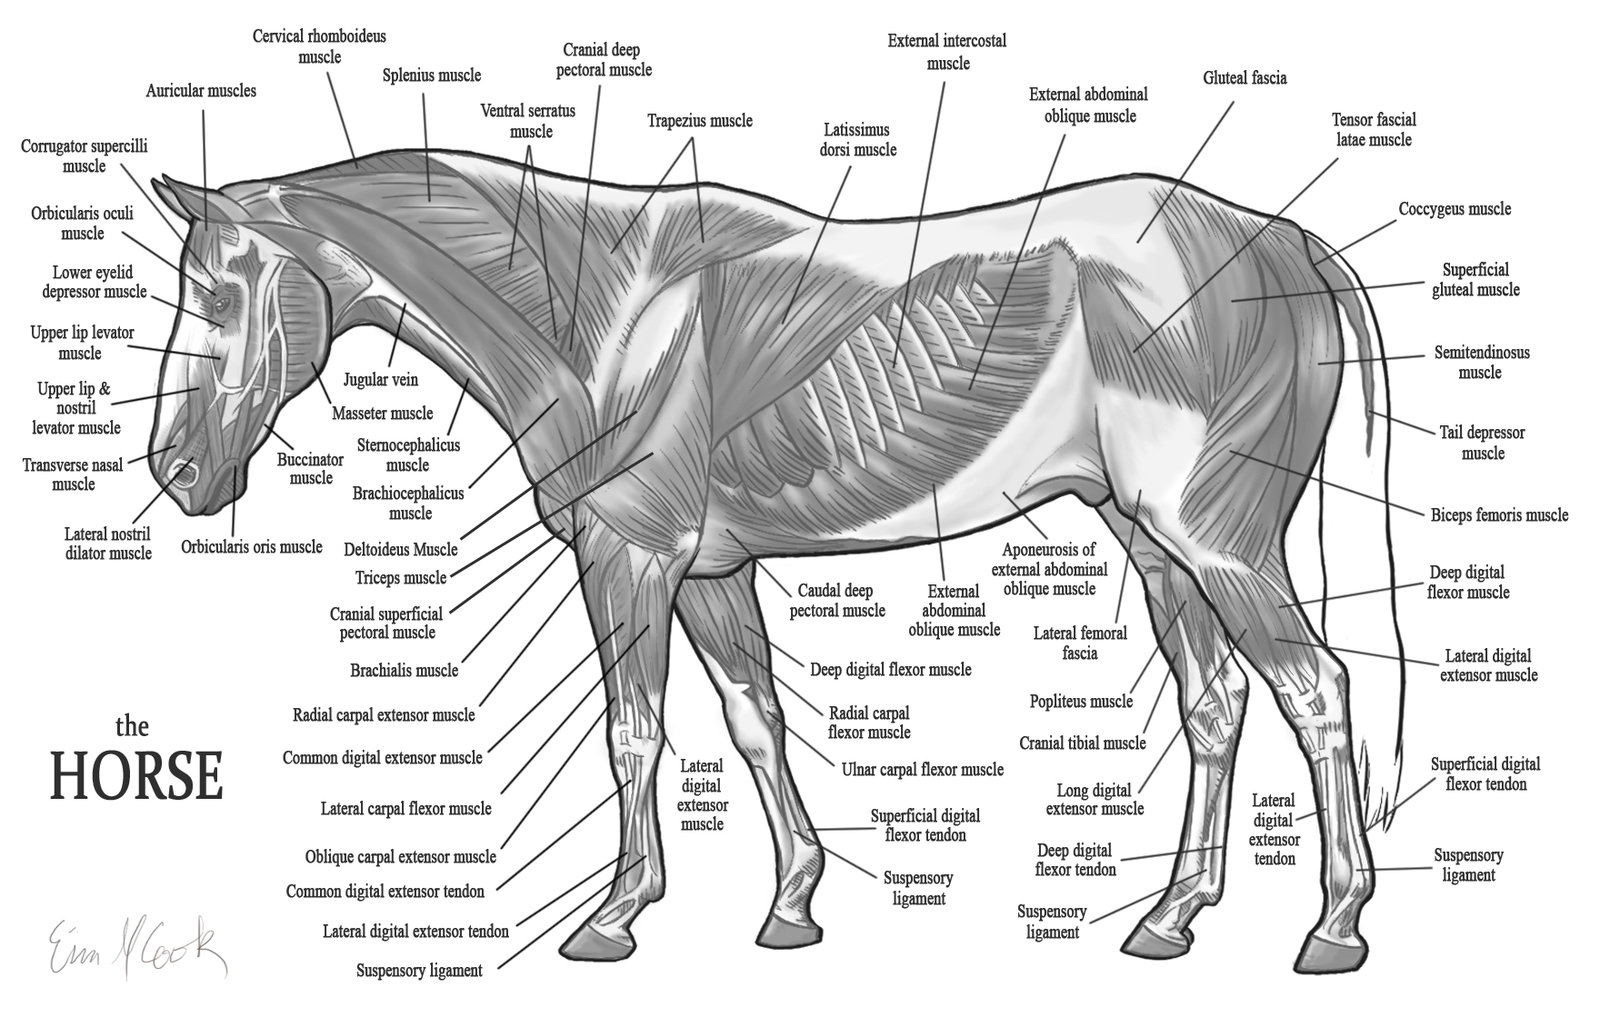 Cervical rhomboideus
muscle
Splenius muscle
Cranial deep
pectoral muscle
External intercostal
muscle
Gluteal fascia
Auricular muscles
Ventral serratus
muscle
Trapezius muscle
Latissimus
dorsi muscle
External abdominal
oblique muscle
Tensor fascial
latae muscle
Corrugator supercilli
muscle
Orbicularis oculi
muscle
Lower eyelid
depressor muscle
Upper lip levator
muscle
Upper lip &
nostril
levator muscle
Transverse nasal
muscle
Lateral nostril
dilator muscle
Orbicularis oris muscle
Buccinator
muscle
Masseter muscle
Jugular vein
Sternocephalicus
muscle
Brachiocephalicus
muscle
Deltoideus Muscle
Triceps muscle
Cranial superficial
pectoral muscle
Brachialis muscle
Radial carpal extensor muscle
Common digital extensor muscle
Lateral carpal flexor muscle
Oblique carpal extensor muscle
Common digital extensor tendon
Lateral digital extensor tendon
Suspensory ligament
Lateral
digital
extensor
muscle
Caudal deep
pectoral muscle
Deep digital flexor muscle
Radial carpal
flexor muscle
Ulnar carpal flexor muscle
Superficial digital
flexor tendon
Suspensory
ligament
External
abdominal
oblique muscle
Aponeurosis of
external abdominal
oblique muscle
Lateral femoral
fascia
Popliteus muscle
Cranial tibial muscle
Long digital
extensor muscle
Deep digital
flexor tendon
Suspensory
ligament
Lateral
digital
extensor
tendon
Coccygeus muscle
Superficial
gluteal muscle
Semitendinosus
muscle
Tail depressor
muscle
Biceps femoris muscle
Deep digital
flexor muscle
Lateral digital
extensor muscle
Superficial digital
flexor tendon
Suspensory
ligament
the
HORSE
Cook